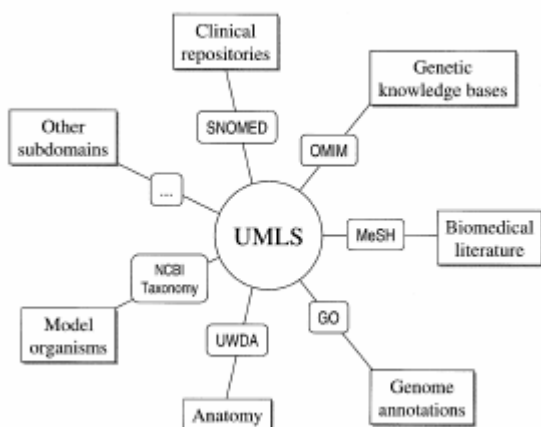 Clinical
repositories
Genetic
knowledge bases
SNOMED
Other
subdomains
OMIM
...
UMLS
MeSH
Biomedical
literature
NCBI
Taxonomy
GO
Model
organisms
UWDA
Genome
annotations
Anatomy